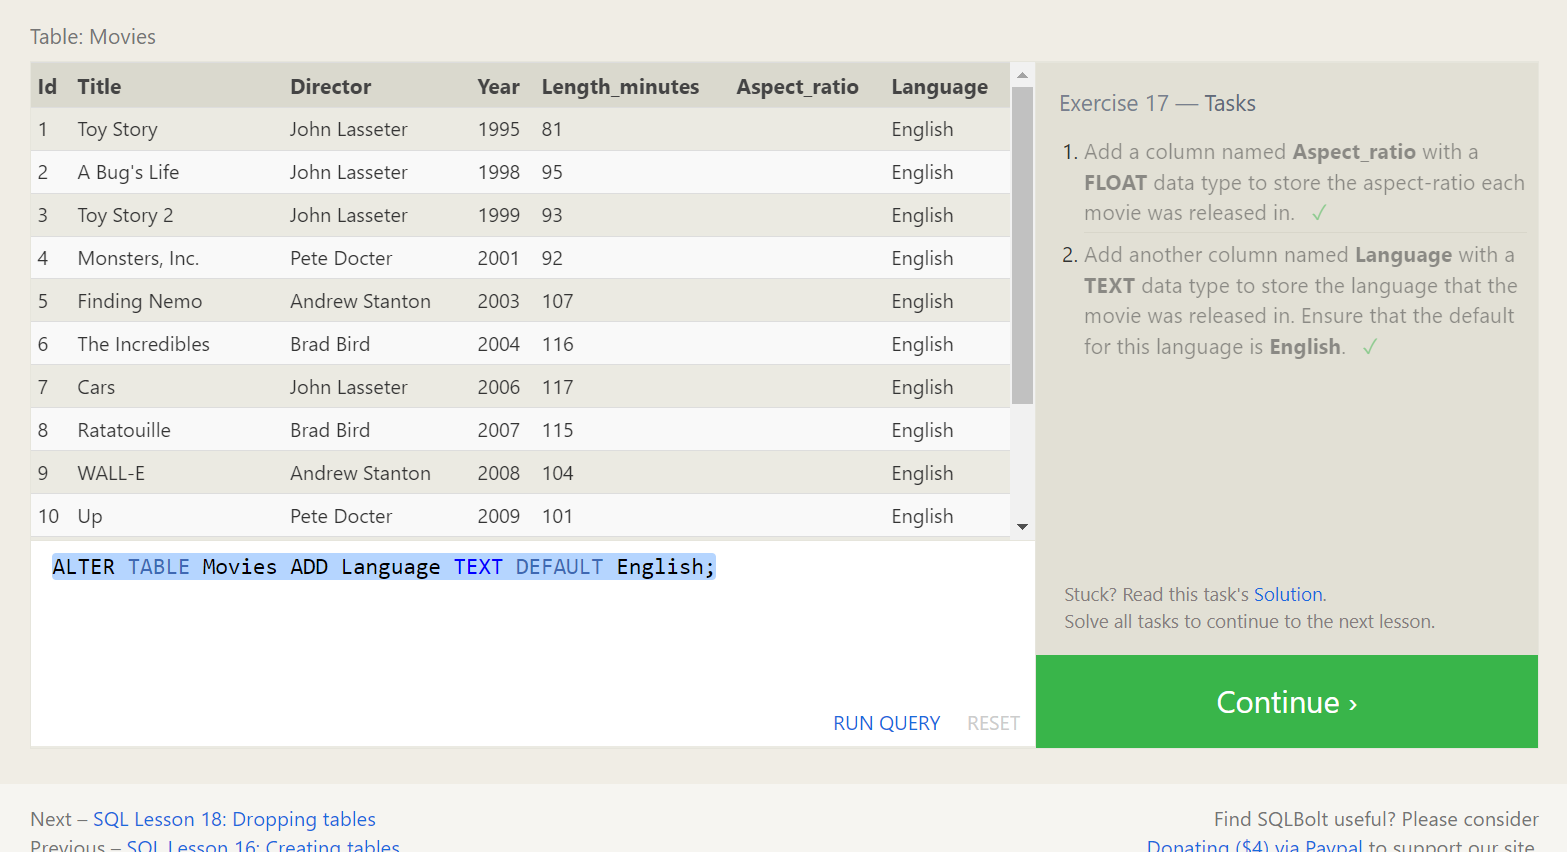 Table: Movies
Id Title Director Year Length_minutes Aspect_ratio Language
1 Toy Story John Lasseter 1995 81 English
2 A Bug's Life John Lasseter 1998 95 English
3 Toy Story 2 John Lasseter 1999 93 English
4 Monsters, Inc. Pete Docter 2001 92 English
5 Finding Nemo Andrew Stanton 2003 107 English
6 The Incredibles Brad Bird 2004 116 English
7 Cars John Lasseter 2006 117 English
8 Ratatouille Brad Bird 2007 115 English
9 WALL-E Andrew Stanton 2008 104 English
10 Up Pete Docter 2009 101 English
ALTER TABLE Movies ADD Language TEXT DEFAULT English;
RUN QUERY RESET
Exercise 17 — Tasks
1. Add a column named Aspect_ratio with a
FLOAT data type to store the aspect-ratio each
movie was released in. ✓
2. Add another column named Language with a
TEXT data type to store the language that the
movie was released in. Ensure that the default
for this language is English. ✓
Stuck? Read this task's Solution.
Solve all tasks to continue to the next lesson.
Continue ›
Next – SQL Lesson 18: Dropping tables
Previous – SQL Lesson 16: Creating tables
Find SQLBolt useful? Please consider
Donating ($4) via Paypal to support our site.